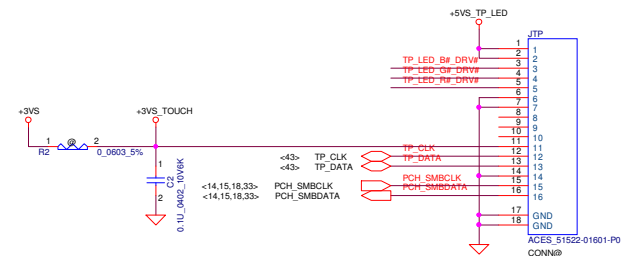 +5VS_TP_LED
JTP
1 1
2 2
TP_LED_B#_DRV# 3 3
TP_LED_G#_DRV# 4 4
TP_LED_R#_DRV# 5 5
6 6
7 7
8 8
9 9
10 10
+3VS
+3VS_TOUCH
1 @ 2
R2 0_0603_5%
11 11
TP_CLK
<43> TP_CLK 12 12
TP_DATA
<43> TP_DATA 13 13
14 14
PCH_SMBCLK
<14,15,18,33> PCH_SMBCLK 15 15
PCH_SMBDATA
<14,15,18,33> PCH_SMBDATA 16 16
1
C2
2
0.1U_0402_10V6K
17 GND
18 GND
ACES_51522-01601-P0
CONN@